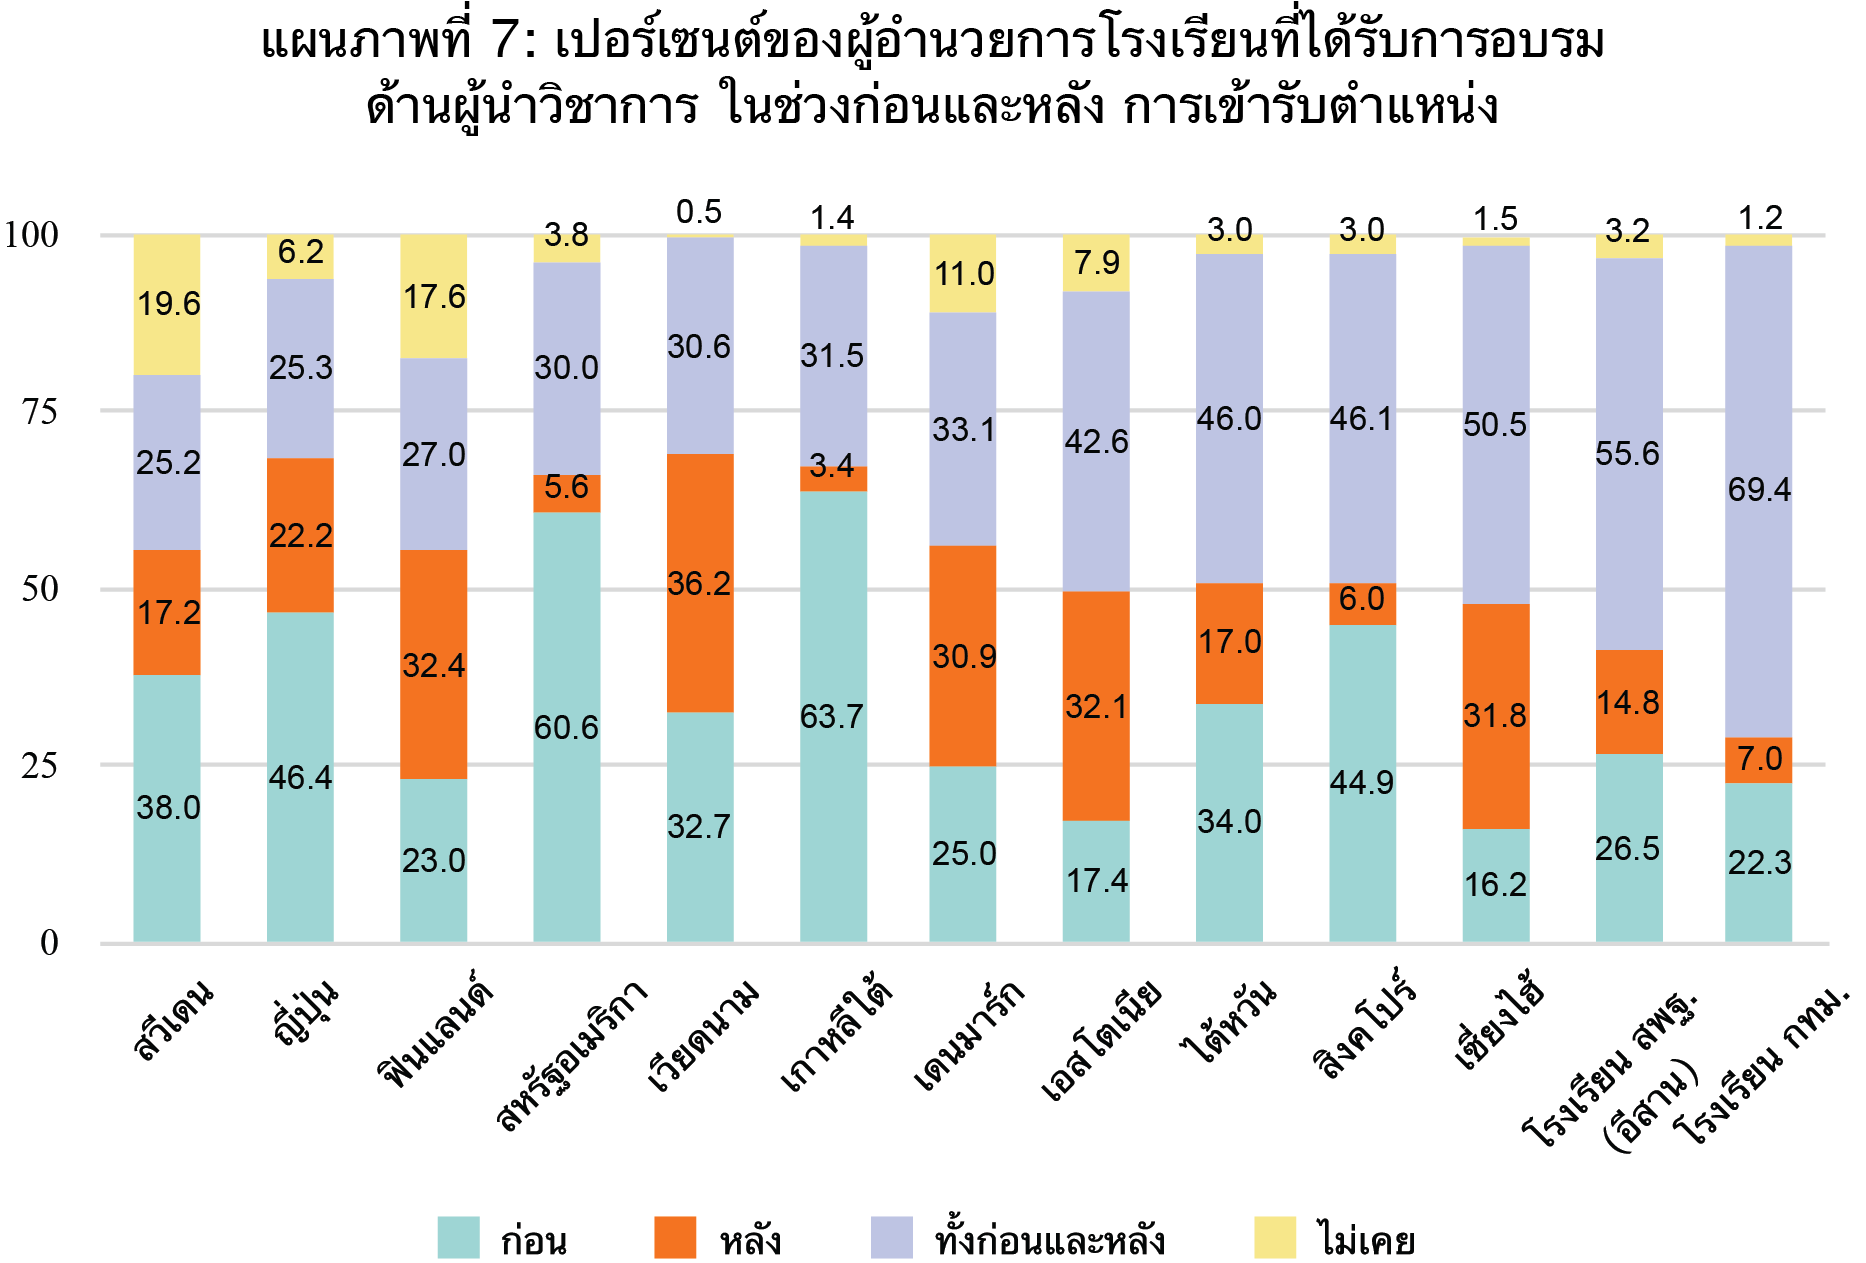 แผนภาพที่ 7: เปอร์เซนต์ของผู้อำนวยการโรงเรียนที่ได้รับการอบรม
ด้านผู้นำวิชาการ ในช่วงก่อนและหลัง การเข้ารับตำแหน่ง
0.5 1.4 1.5 1.2
100 3.8 3.0 3.0 3.2
6.2 11.0 7.9
19.6 17.6
25.3 30.0 30.6 31.5
75 33.1 42.6 46.0 46.1 50.5 55.6
25.2 27.0 3.4 69.4
22.2 5.6
50 36.2 6.0
17.2 32.4 30.9 32.1 17.0 31.8 14.8
60.6 63.7 7.0
25 46.4 44.9
38.0 23.0 32.7 25.0 17.4 34.0 16.2 26.5 22.3
0
สวีเดน ญี่ปุ่น ฟินแลนด์ สหรัฐอเมริกา เวียดนาม เกาหลีใต้ เดนมาร์ก เอสโตเนีย ไต้หวัน สิงคโปร์ เซี่ยงไฮ้ โรงเรียน สพฐ. โรงเรียน กทม.
(อีสาน)
ก่อน หลัง ทั้งก่อนและหลัง ไม่เคย